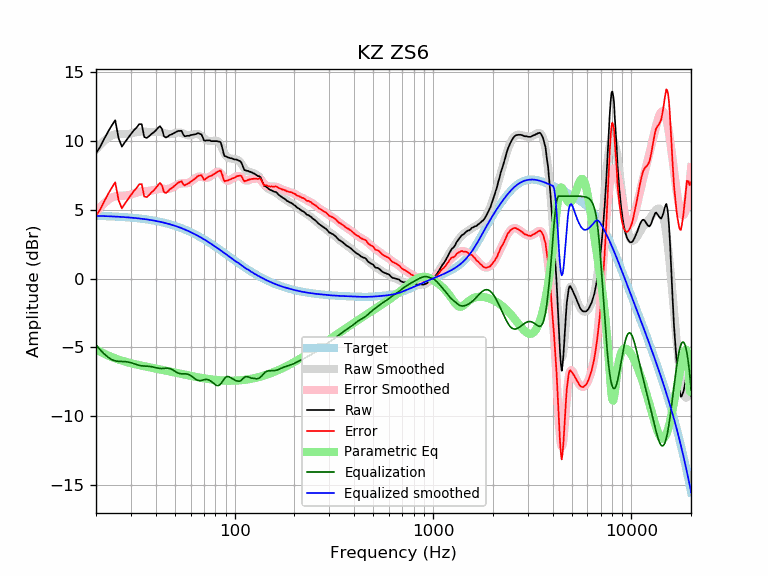 KZ ZS6
15
10
5
0
−5
−10
−15
Amplitude (dBr)
Target
Raw Smoothed
Error Smoothed
Raw
Error
Parametric Eq
Equalization
Equalized smoothed
100
1000
10000
Frequency (Hz)